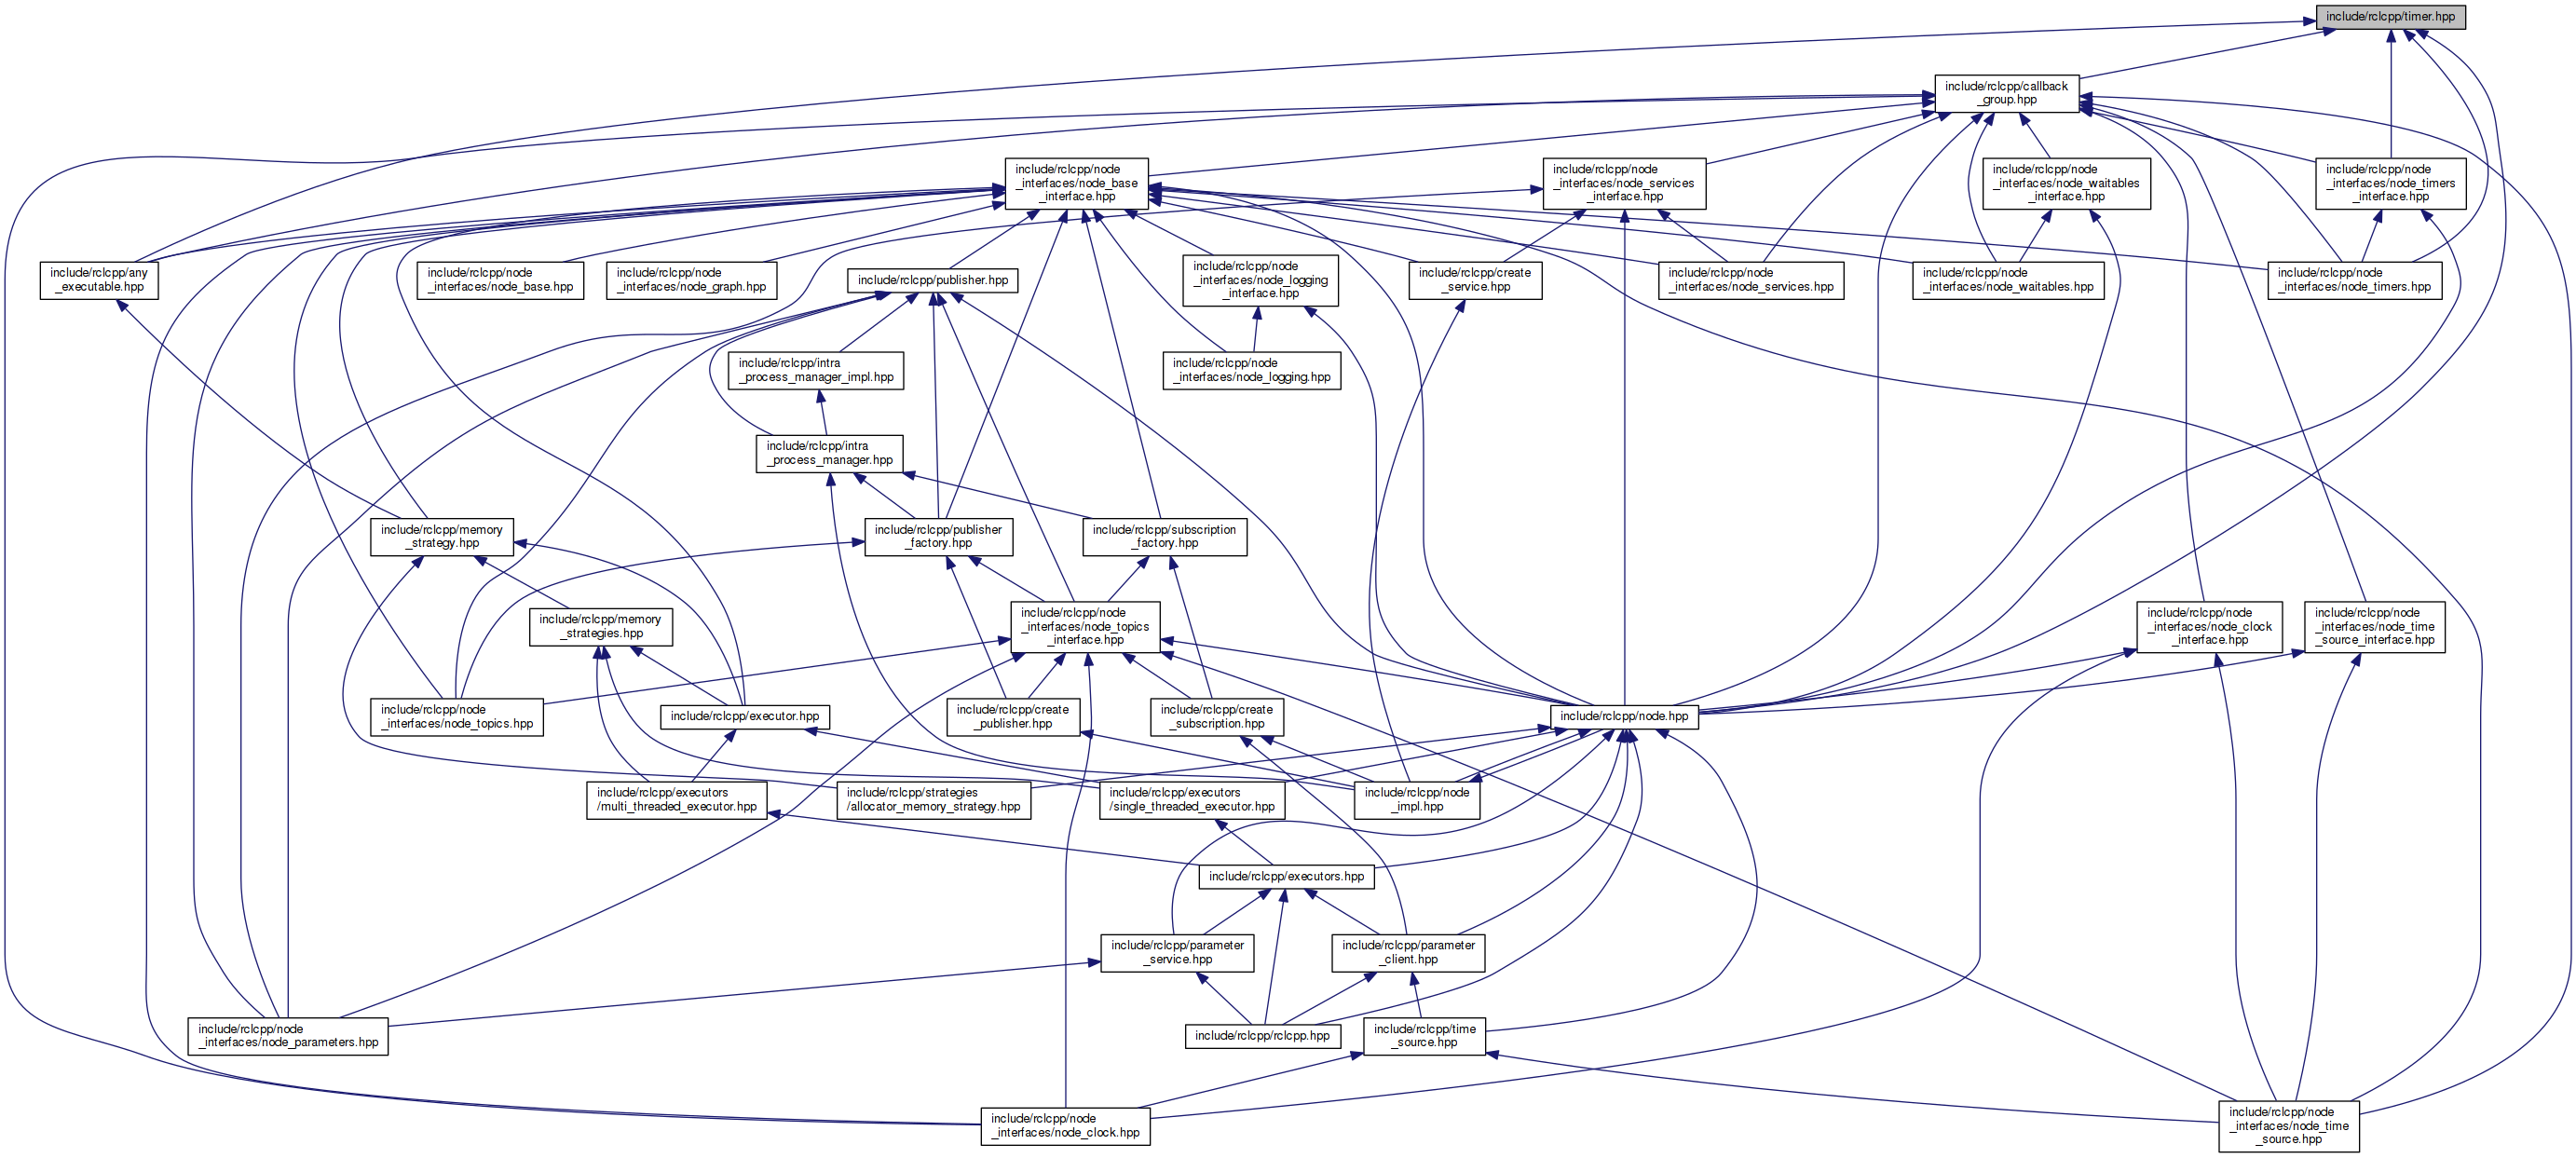 include/rclcpp/timer.hpp
include/rclcpp/callback
_group.hpp
include/rclcpp/node
_interfaces/node_base
_interface.hpp
include/rclcpp/node
_interfaces/node_services
_interface.hpp
include/rclcpp/node
_interfaces/node_waitables
_interface.hpp
include/rclcpp/node
_interfaces/node_timers
_interface.hpp
include/rclcpp/any
_executable.hpp
include/rclcpp/node
_interfaces/node_base.hpp
include/rclcpp/node
_interfaces/node_graph.hpp
include/rclcpp/publisher.hpp
include/rclcpp/node
_interfaces/node_logging
_interface.hpp
include/rclcpp/create
_service.hpp
include/rclcpp/node
_interfaces/node_services.hpp
include/rclcpp/node
_interfaces/node_waitables.hpp
include/rclcpp/node
_interfaces/node_timers.hpp
include/rclcpp/intra
_process_manager_impl.hpp
include/rclcpp/node
_interfaces/node_logging.hpp
include/rclcpp/intra
_process_manager.hpp
include/rclcpp/memory
_strategy.hpp
include/rclcpp/publisher
_factory.hpp
include/rclcpp/subscription
_factory.hpp
include/rclcpp/memory
_strategies.hpp
include/rclcpp/node
_interfaces/node_topics
_interface.hpp
include/rclcpp/node
_interfaces/node_clock
_interface.hpp
include/rclcpp/node
_interfaces/node_time
_source_interface.hpp
include/rclcpp/node
_interfaces/node_topics.hpp
include/rclcpp/executor.hpp
include/rclcpp/create
_publisher.hpp
include/rclcpp/create
_subscription.hpp
include/rclcpp/node.hpp
include/rclcpp/executors
/multi_threaded_executor.hpp
include/rclcpp/strategies
/allocator_memory_strategy.hpp
include/rclcpp/executors
/single_threaded_executor.hpp
include/rclcpp/node
_impl.hpp
include/rclcpp/executors.hpp
include/rclcpp/parameter
_service.hpp
include/rclcpp/parameter
_client.hpp
include/rclcpp/node
_interfaces/node_parameters.hpp
include/rclcpp/rclcpp.hpp
include/rclcpp/time
_source.hpp
include/rclcpp/node
_interfaces/node_clock.hpp
include/rclcpp/node
_interfaces/node_time
_source.hpp